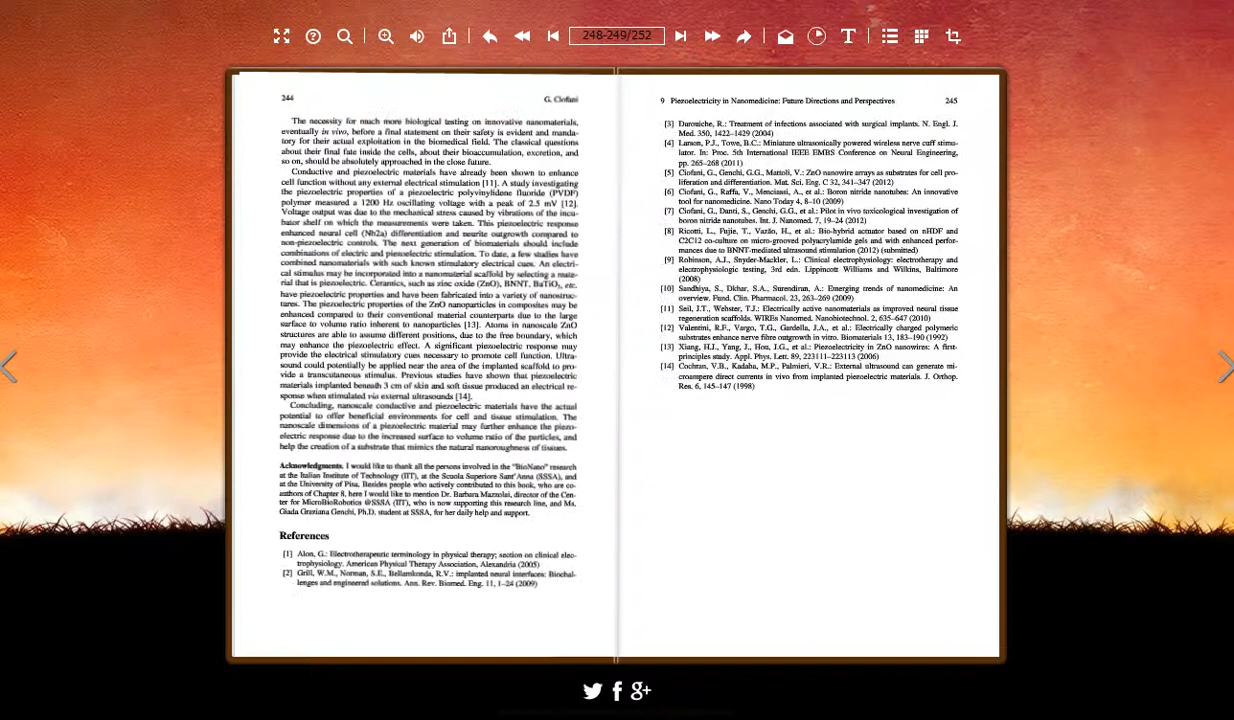 248-249/252
244 G. Ciofani
The necessity for much more biological testing on innovative nanomaterials,
eventually in vivo, before a final statement on their safety is evident and manda-
tory for their actual exploitation in the biomedical field. The classical questions
about their final fate inside the cells, about their bioaccumulation, excretion, and
so on, should be absolutely approached in the close future.
Conductive and piezoelectric materials have already been shown to enhance
cell function without any external electrical stimulation [11]. A study investigating
the piezoelectric properties of a piezoelectric polyvinylidene fluoride (PVDF)
polymer measured a 1200 Hz oscillating voltage with a peak of 2.5 mV [12].
Voltage output was due to the mechanical stress caused by vibrations of the incu-
bator shelf on which the measurements were taken. This piezoelectric response
enhanced neural cell (Nb2a) differentiation and neurite outgrowth compared to
non-piezoelectric controls. The next generation of biomaterials should include
combinations of electric and piezoelectric stimulation. To date, a few studies have
combined nanomaterials with such known stimulatory electrical cues. An electri-
cal stimulus may be incorporated into a nanomaterial scaffold by selecting a mate-
rial that is piezoelectric. Ceramics, such as zinc oxide (ZnO), BNNT, BaTiO3, etc.
have piezoelectric properties and have been fabricated into a variety of nanostruc-
tures. The piezoelectric properties of the ZnO nanoparticles in composites may be
enhanced compared to their conventional material counterparts due to the large
surface to volume ratio inherent to nanoparticles [13]. Atoms in nanoscale ZnO
structures are able to assume different positions, due to the free boundary, which
may enhance the piezoelectric effect. A significant piezoelectric response may
provide the electrical stimulatory cues necessary to promote cell function. Ultra-
sound could potentially be applied near the area of the implanted scaffold to pro-
vide a transcutaneous stimulus. Previous studies have shown that piezoelectric
materials implanted beneath 3 cm of skin and soft tissue produced an electrical re-
sponse when stimulated via external ultrasounds [14].
Concluding, nanoscale conductive and piezoelectric materials have the actual
potential to offer beneficial environments for cell and tissue stimulation. The
nanoscale dimensions of a piezoelectric material may further enhance the piezo-
electric response due to the increased surface to volume ratio of the particles, and
help the creation of a substrate that mimics the natural nanoroughness of tissues.
Acknowledgments. I would like to thank all the persons involved in the "BioNano" research
at the Italian Institute of Technology (IIT), at the Scuola Superiore Sant'Anna (SSSA), and
at the University of Pisa. Besides people who actively contributed to this book, who are co-
authors of Chapter 8, here I would like to mention Dr. Barbara Mazzolai, director of the Cen-
ter for MicroBioRobotics @SSSA (IIT), who is now supporting this research line, and Ms.
Giada Graziana Genchi, Ph.D. student at SSSA, for her daily help and support.
References
[1] Alon, G.: Electrotherapeutic terminology in physical therapy; section on clinical elec-
trophysiology. American Physical Therapy Association, Alexandria (2005)
[2] Grill, W.M., Norman, S.E., Bellamkonda, R.V.: implanted neural interfaces: Biochal-
lenges and engineered solutions. Ann. Rev. Biomed. Eng. 11, 1–24 (2009)
9 Piezoelectricity in Nanomedicine: Future Directions and Perspectives 245
[3] Darouiche, R.: Treatment of infections associated with surgical implants. N. Engl. J.
Med. 350, 1422–1429 (2004)
[4] Larson, P.J., Towe, B.C.: Miniature ultrasonically powered wireless nerve cuff stimu-
lator. In: Proc. 5th International IEEE EMBS Conference on Neural Engineering,
pp. 265–268 (2011)
[5] Ciofani, G., Genchi, G.G., Mattoli, V.: ZnO nanowire arrays as substrates for cell pro-
liferation and differentiation. Mat. Sci. Eng. C 32, 341–347 (2012)
[6] Ciofani, G., Raffa, V., Menciassi, A., et al.: Boron nitride nanotubes: An innovative
tool for nanomedicine. Nano Today 4, 8–10 (2009)
[7] Ciofani, G., Danti, S., Genchi, G.G., et al.: Pilot in vivo toxicological investigation of
boron nitride nanotubes. Int. J. Nanomed. 7, 19–24 (2012)
[8] Ricotti, L., Fujie, T., Vazão, H., et al.: Bio-hybrid actuator based on nHDF and
C2C12 co-culture on micro-grooved polyacrylamide gels and with enhanced perfor-
mances due to BNNT-mediated ultrasound stimulation (2012) (submitted)
[9] Robinson, A.J., Snyder-Mackler, L.: Clinical electrophysiology: electrotherapy and
electrophysiologic testing, 3rd edn. Lippincott Williams and Wilkins, Baltimore
(2008)
[10] Sandhiya, S., Dkhar, S.A., Surendiran, A.: Emerging trends of nanomedicine: An
overview. Fund. Clin. Pharmacol. 23, 263–269 (2009)
[11] Seil, J.T., Webster, T.J.: Electrically active nanomaterials as improved neural tissue
regeneration scaffolds. WIREs Nanomed. Nanobiotechnol. 2, 635–647 (2010)
[12] Valentini, R.F., Vargo, T.G., Gardella, J.A., et al.: Electrically charged polymeric
substrates enhance nerve fibre outgrowth in vitro. Biomaterials 13, 183–190 (1992)
[13] Xiang, H.J., Yang, J., Hou, J.G., et al.: Piezoelectricity in ZnO nanowires: A first-
principles study. Appl. Phys. Lett. 89, 223111–223113 (2006)
[14] Cochran, V.B., Kadaba, M.P., Palmieri, V.R.: External ultrasound can generate mi-
croampere direct currents in vivo from implanted piezoelectric materials. J. Orthop.
Res. 6, 145–147 (1998)